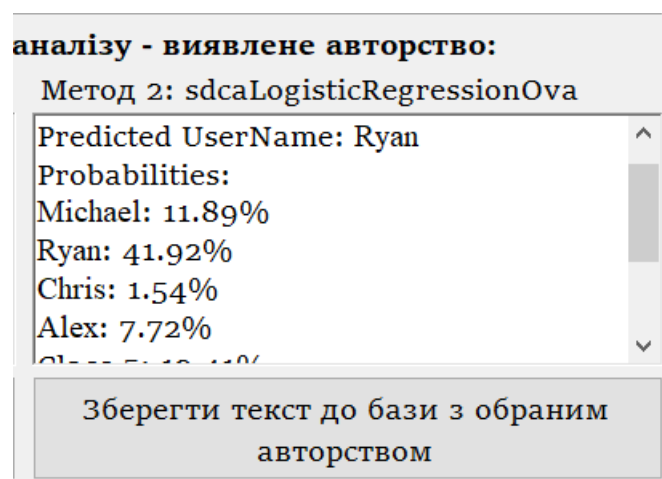 аналізу - виявлене авторство:
Метод 2: sdcaLogisticRegressionOva
Predicted UserName: Ryan
Probabilities:
Michael: 11.89%
Ryan: 41.92%
Chris: 1.54%
Alex: 7.72%
Зберегти текст до бази з обраним
авторством